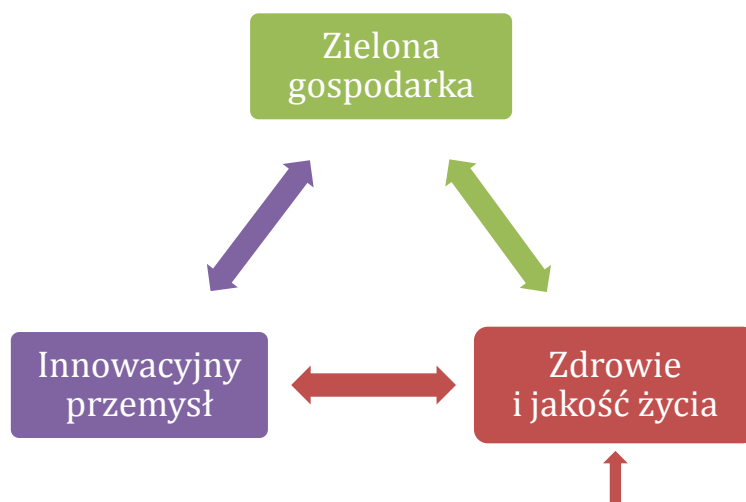 Zielona
gospodarka
Innowacyjny
przemysł
Zdrowie
i jakość życia